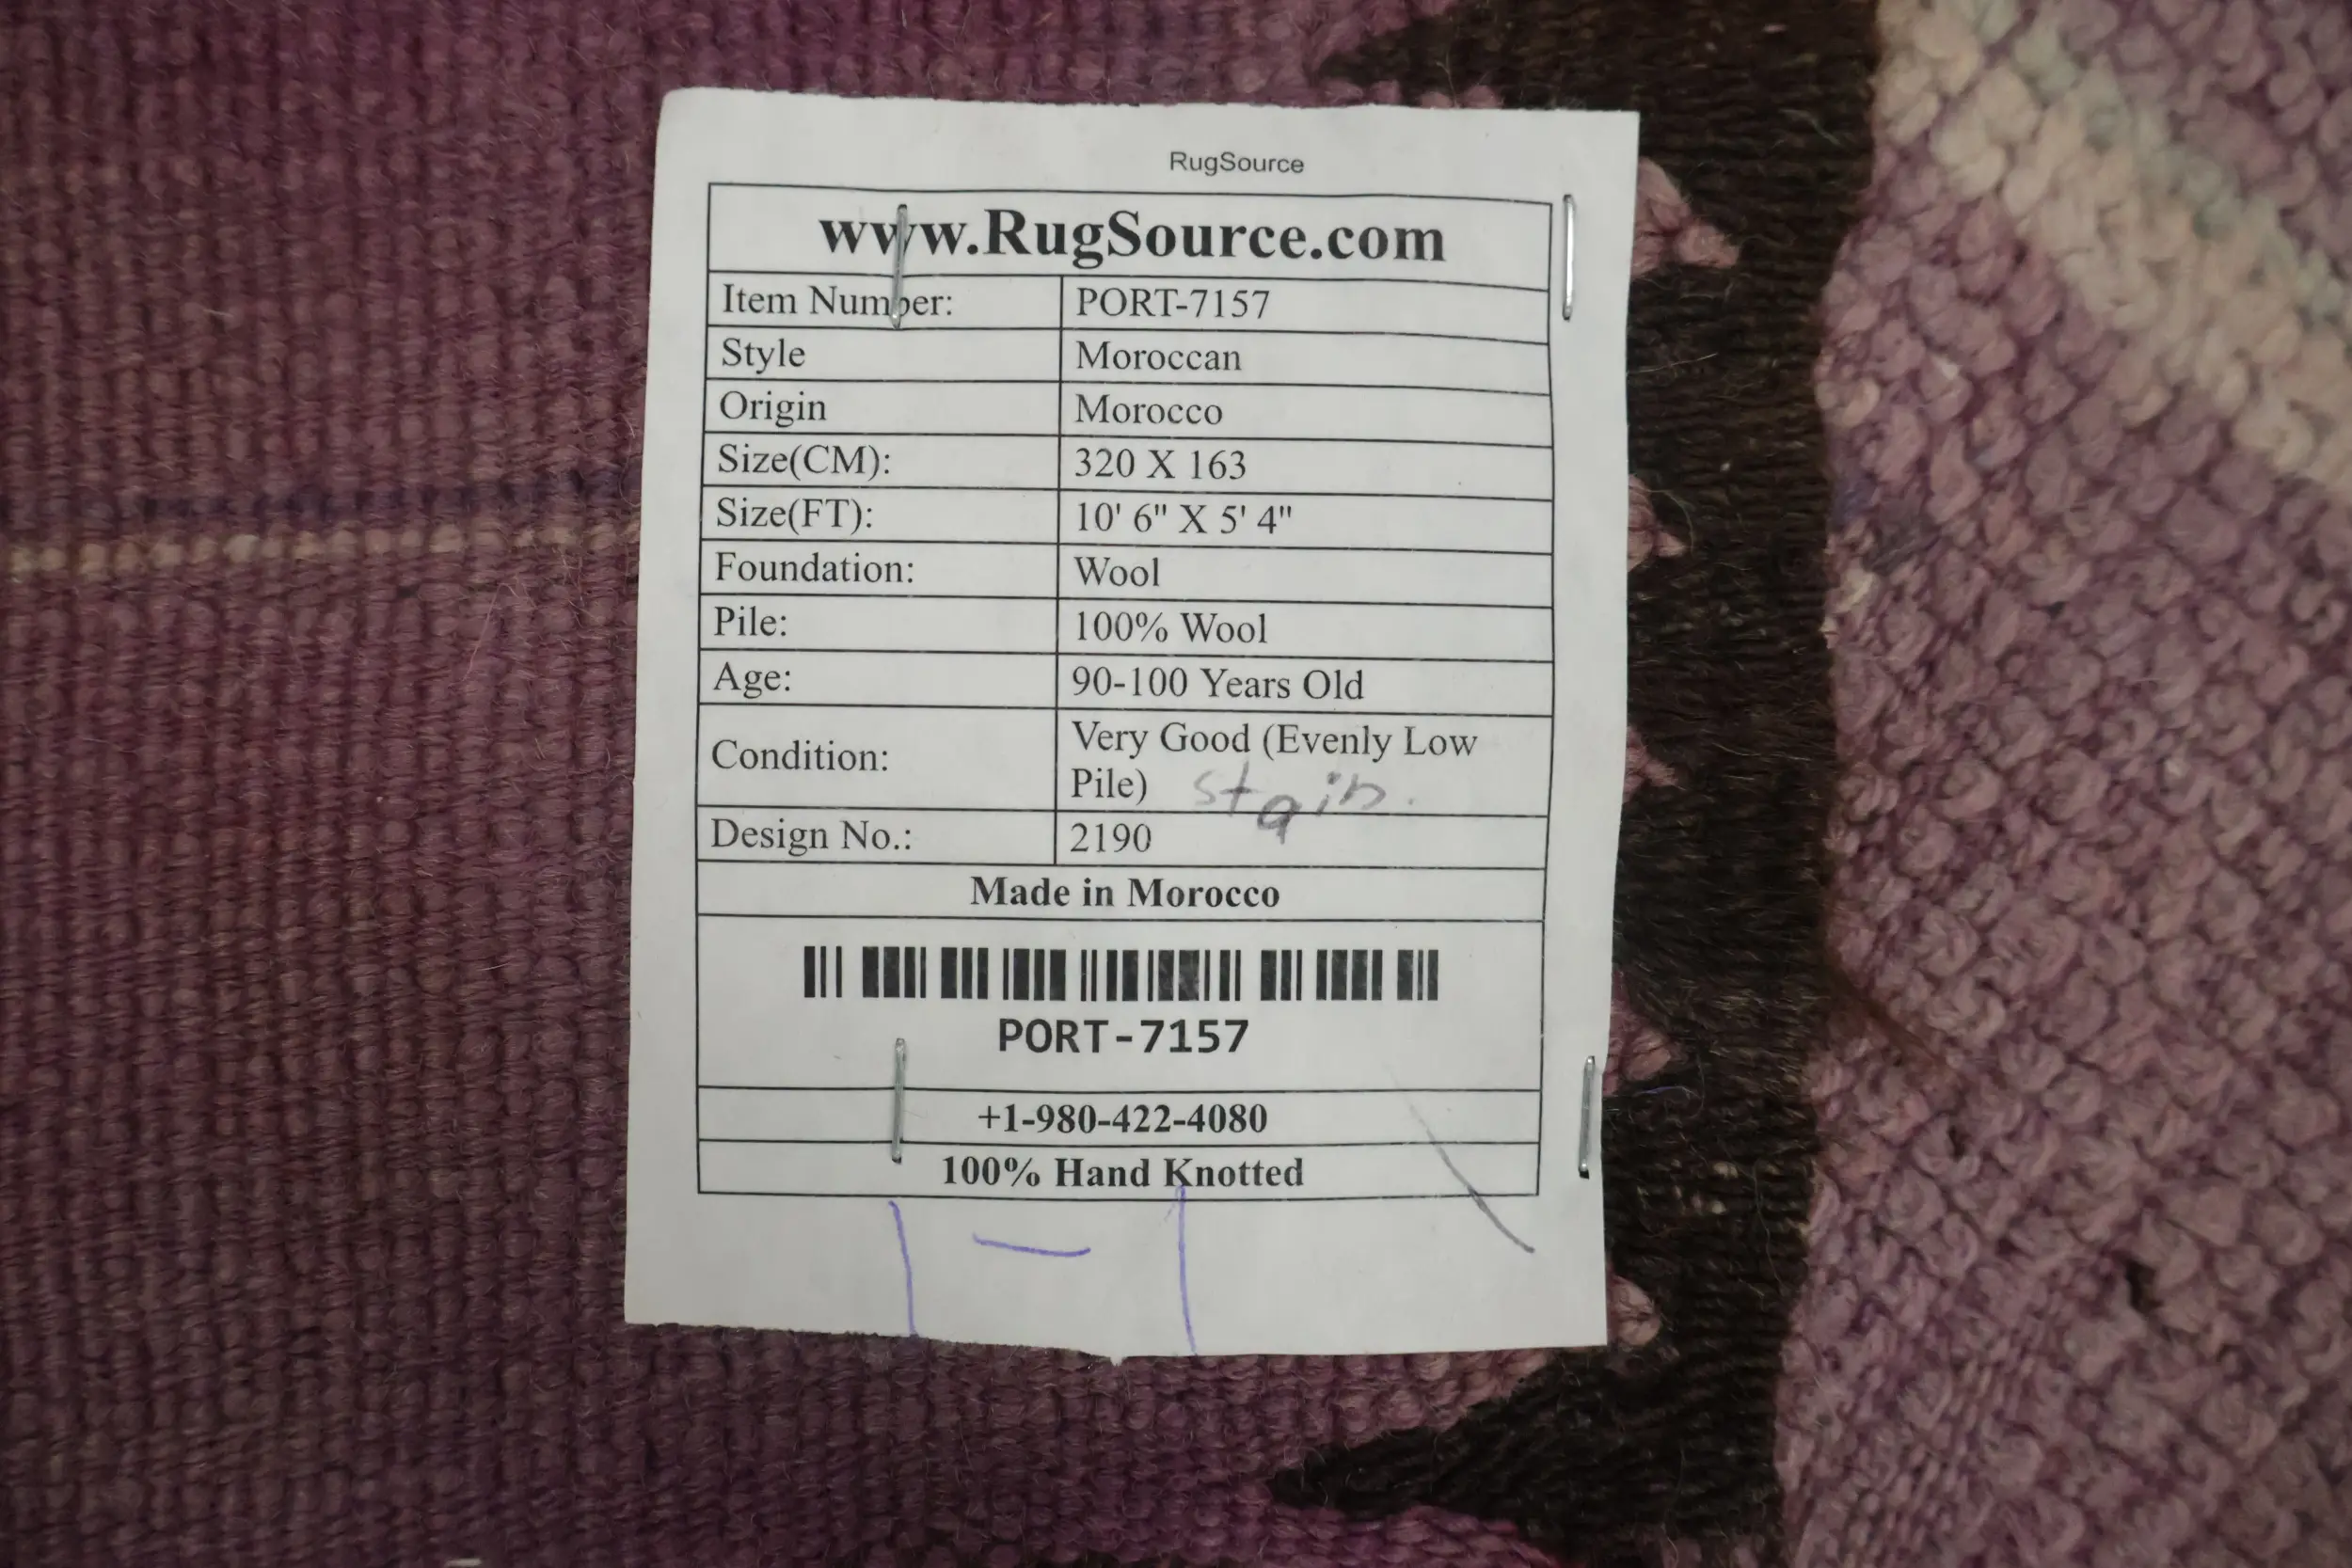 RugSource
www.RugSource.com
Item Number: PORT-7157
Style Moroccan
Origin Morocco
Size(CM): 320 X 163
Size(FT): 10' 6" X 5' 4"
Foundation: Wool
Pile: 100% Wool
Age: 90-100 Years Old
Condition: Very Good (Evenly Low
Pile) stain.
Design No.: 2190
Made in Morocco
PORT-7157
+1-980-422-4080
100% Hand Knotted
1-1